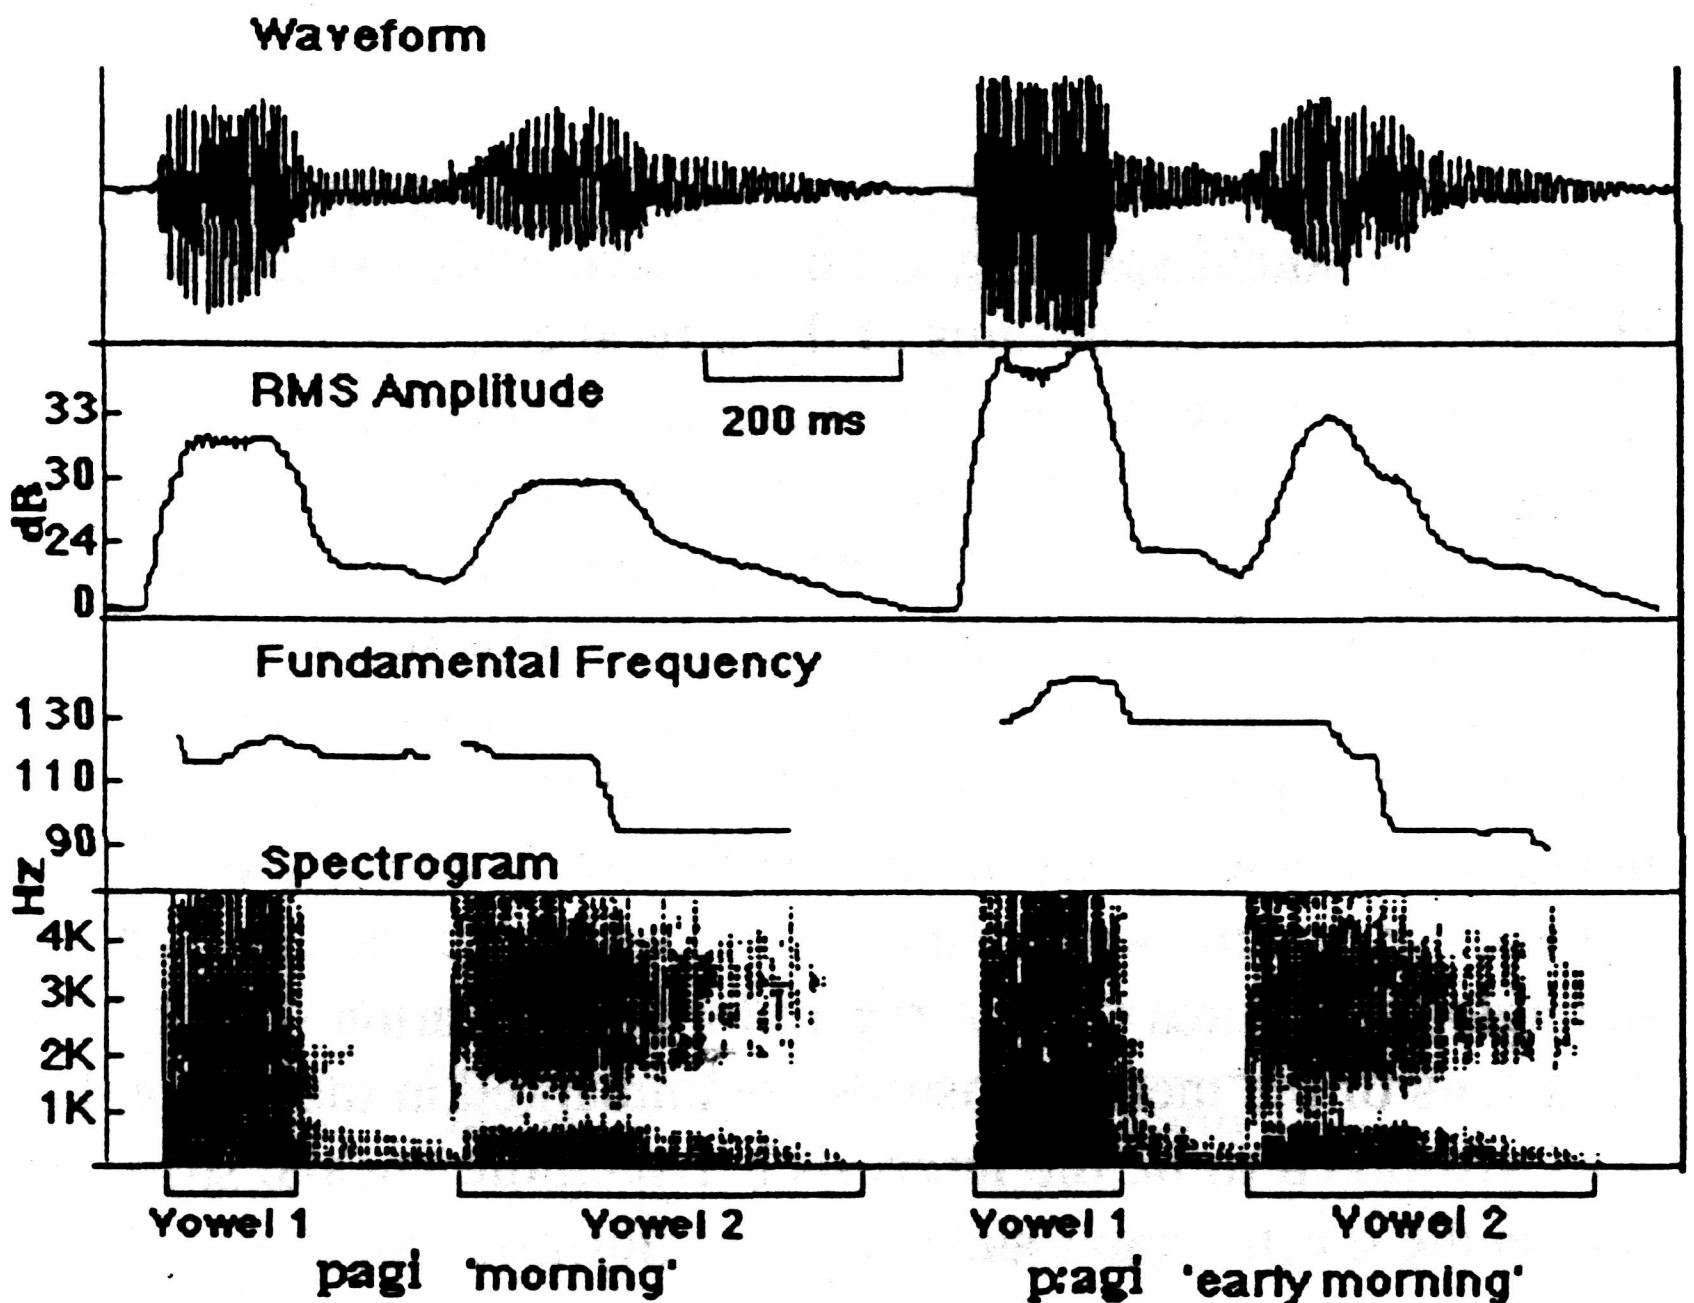 Waveform
RMS Amplitude
200 ms
33
30
24
0
dB
Fundamental Frequency
130
110
90
Hz
Spectrogram
4K
3K
2K
1K
Vowel 1 Vowel 2 Vowel 1 Vowel 2
pagi 'morning' p:agi 'early morning'